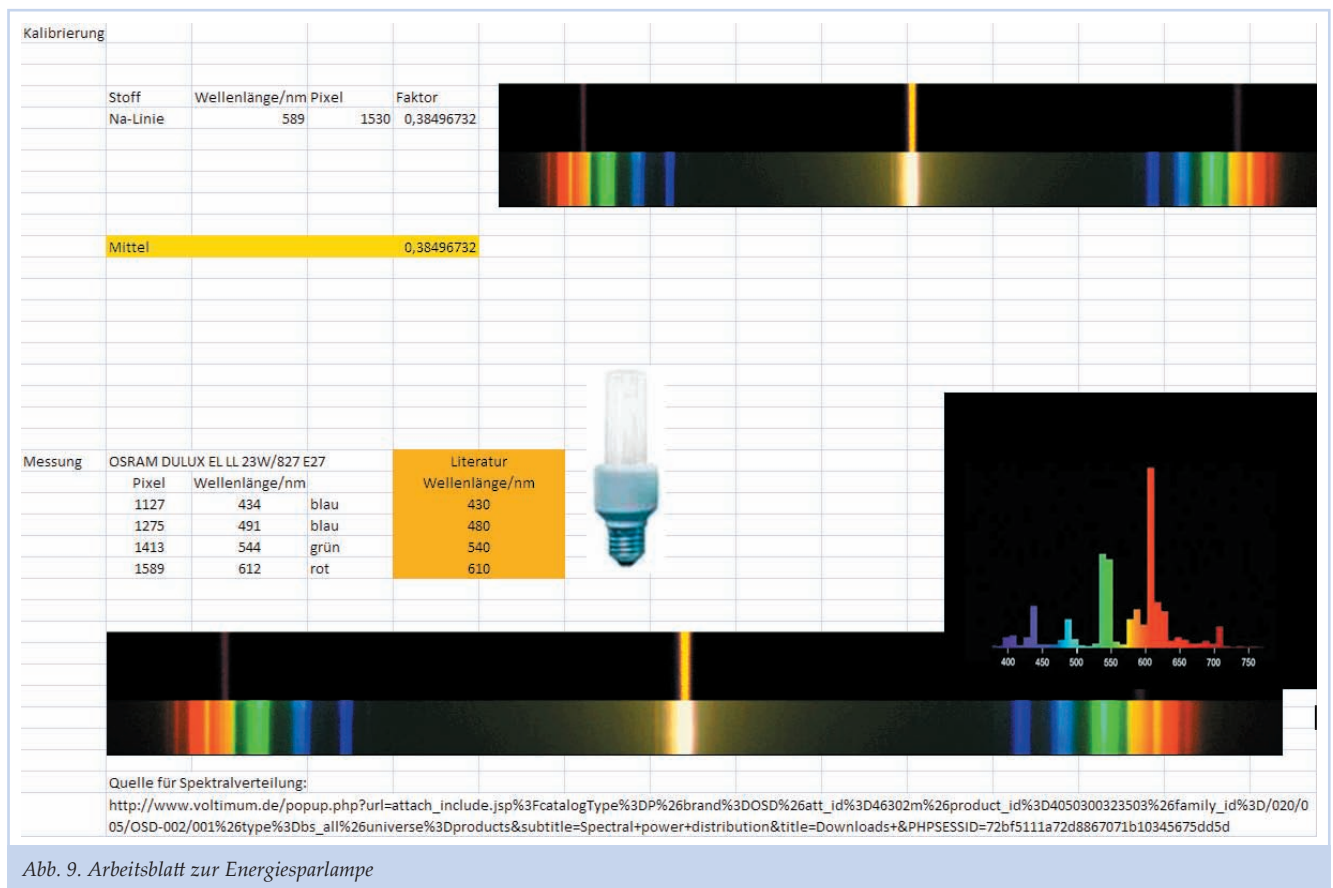 Kalibrierung
Stoff Wellenlänge/nm Pixel Faktor
Na-Linie 589 1530 0,38496732
Mittel 0,38496732
Messung OSRAM DULUX EL LL 23W/827 E27 Literatur
Pixel Wellenlänge/nm Wellenlänge/nm
1127 434 blau 430
1275 491 blau 480
1413 544 grün 540
1589 612 rot 610
400 450 500 550 600 650 700 750
Quelle für Spektralverteilung:
http://www.voltimum.de/popup.php?url=attach_include.jsp%3FcatalogType%3DP%26brand%3DOSD%26att_id%3D46302m%26product_id%3D4050300323503%26family_id%3D/020/0
05/OSD-002/001%26type%3Dbs_all%26universe%3Dproducts&subtitle=Spectral+power+distribution&title=Downloads+&PHPSESSID=72bf5111a72d8867071b10345675dd5d
Abb. 9. Arbeitsblatt zur Energiesparlampe